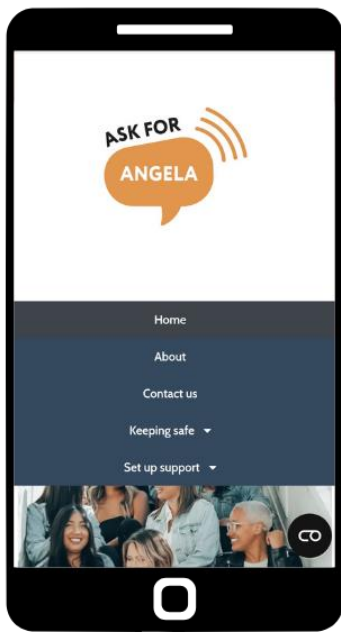 ASK FOR
ANGELA
Home
About
Contact us
Keeping safe
Set up support